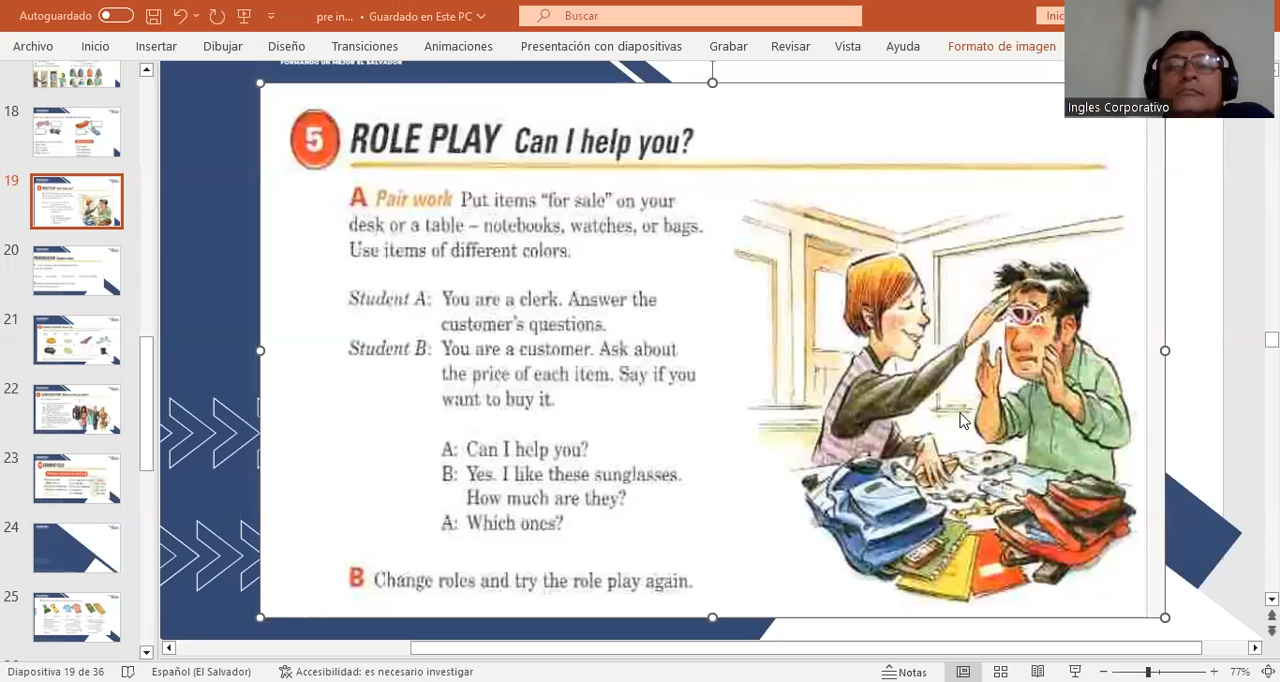 Autoguardado
pre in... • Guardado en Este PC
Buscar
Inic
Archivo Inicio Insertar Dibujar Diseño Transiciones Animaciones Presentación con diapositivas Grabar Revisar Vista Ayuda Formato de imagen
Ingles Corporativo
FORMANDO UN MEJOR EL SALVADOR
18
19
20
21
22
23
24
25
5 ROLE PLAY Can I help you?
A Pair work Put items “for sale” on your
desk or a table – notebooks, watches, or bags.
Use items of different colors.
Student A: You are a clerk. Answer the
customer's questions.
Student B: You are a customer. Ask about
the price of each item. Say if you
want to buy it.
A: Can I help you?
B: Yes. I like these sunglasses.
How much are they?
A: Which ones?
B Change roles and try the role play again.
Diapositiva 19 de 36 Español (El Salvador) Accesibilidad: es necesario investigar Notas 77%